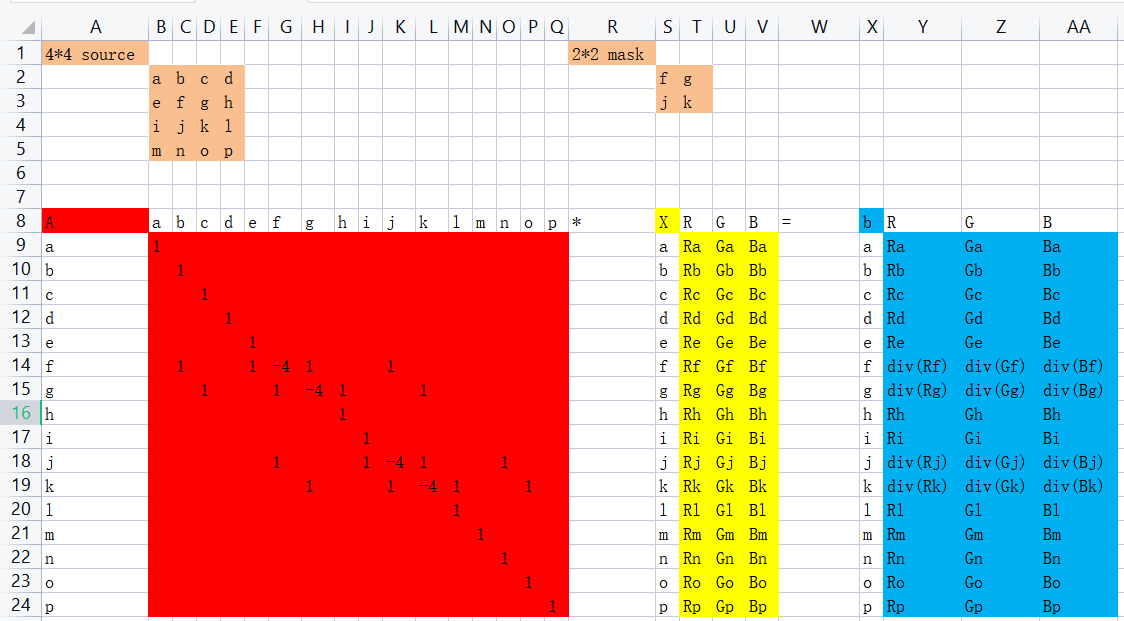 A B C D E F G H I J K L M N O P Q R S T U V W X Y Z AA
1 4*4 source 2*2 mask
2 a b c d f g
3 e f g h j k
4 i j k l
5 m n o p
6
7
8 A a b c d e f g h i j k l m n o p * X R G B = b R G B
9 a 1 a Ra Ga Ba a Ra Ga Ba
10 b 1 b Rb Gb Bb b Rb Gb Bb
11 c 1 c Rc Gc Bc c Rc Gc Bc
12 d 1 d Rd Gd Bd d Rd Gd Bd
13 e 1 e Re Ge Be e Re Ge Be
14 f 1 1 -4 1 1 f Rf Gf Bf f div(Rf) div(Gf) div(Bf)
15 g 1 1 -4 1 1 g Rg Gg Bg g div(Rg) div(Gg) div(Bg)
16 h 1 h Rh Gh Bh h Rh Gh Bh
17 i 1 i Ri Gi Bi i Ri Gi Bi
18 j 1 1 -4 1 1 j Rj Gj Bj j div(Rj) div(Gj) div(Bj)
19 k 1 1 -4 1 1 k Rk Gk Bk k div(Rk) div(Gk) div(Bk)
20 l 1 l Rl Gl Bl l Rl Gl Bl
21 m 1 m Rm Gm Bm m Rm Gm Bm
22 n 1 n Rn Gn Bn n Rn Gn Bn
23 o 1 o Ro Go Bo o Ro Go Bo
24 p 1 p Rp Gp Bp p Rp Gp Bp